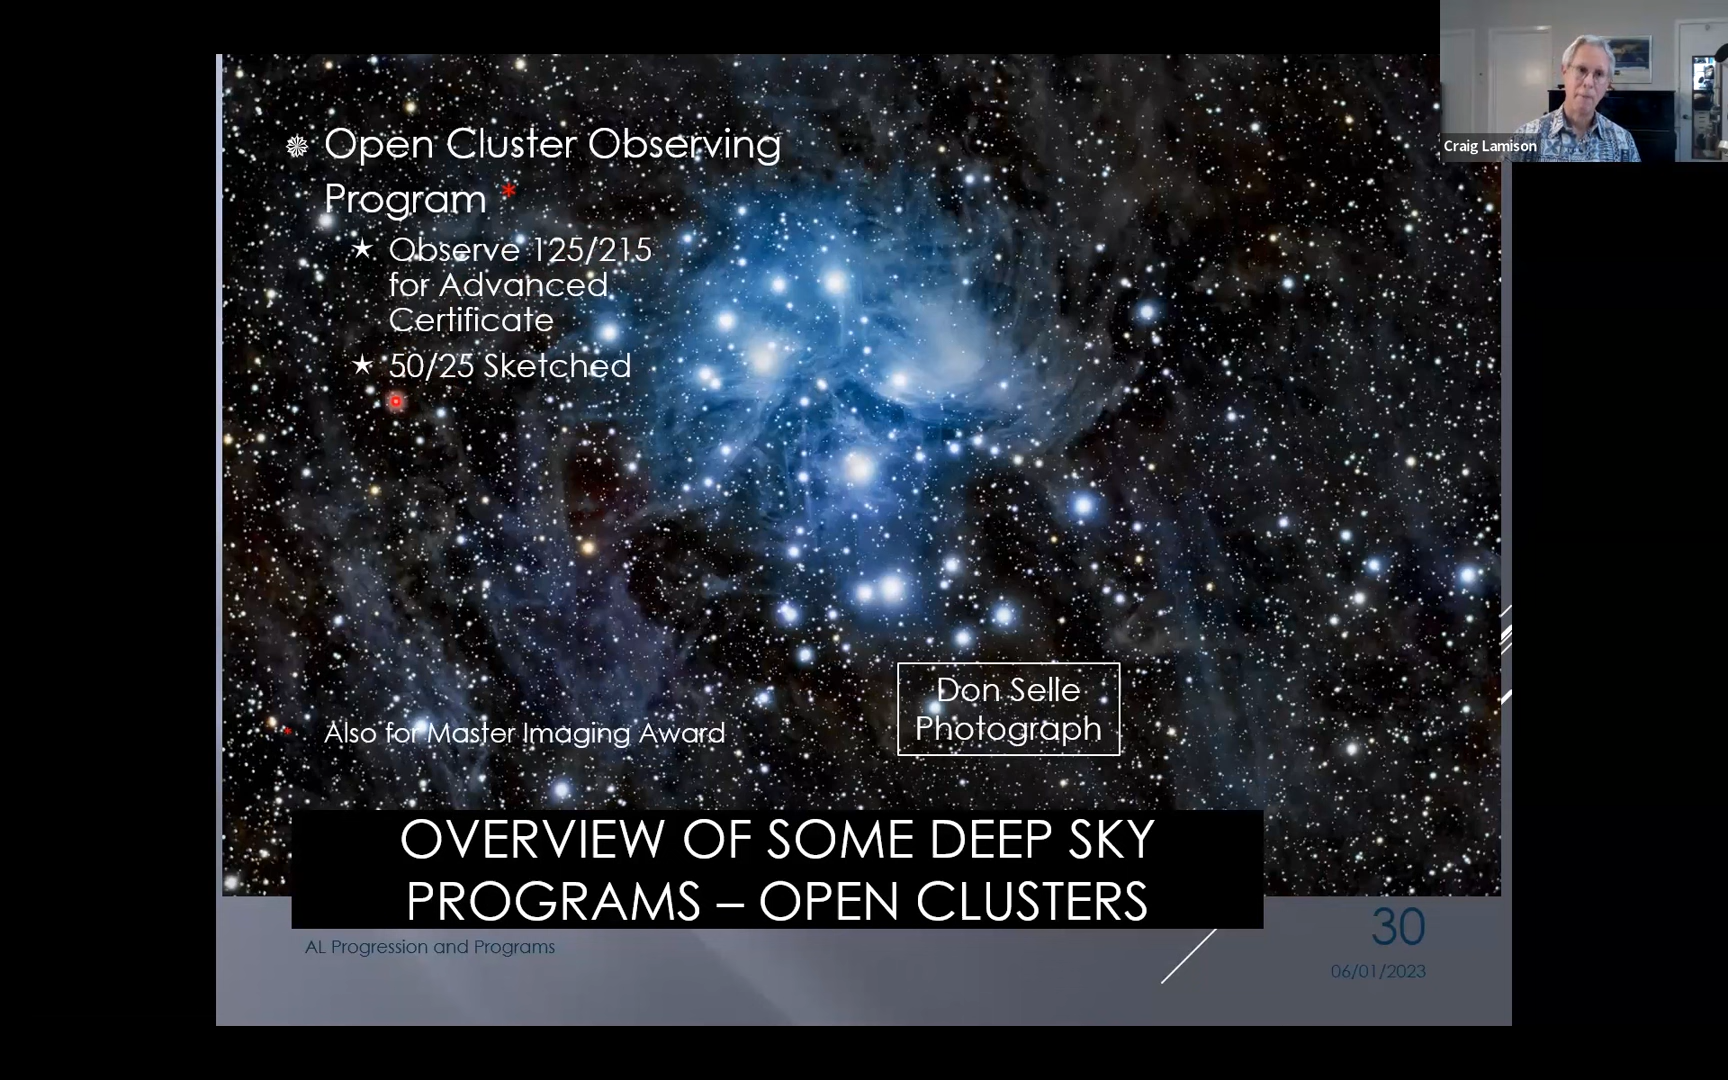 Craig Lamison
Open Cluster Observing
Program *
Observe 125/215
for Advanced
Certificate
50/25 Sketched
Don Selle
Photograph
* Also for Master Imaging Award
OVERVIEW OF SOME DEEP SKY
PROGRAMS – OPEN CLUSTERS
AL Progression and Programs
30
06/01/2023